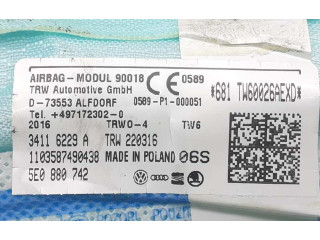 AIRBAG-MODUL 90018 CE 0589
TRW Automotive GmbH
D-73553 ALFDORF 0589-P1-000051
Tel. +497172302-0
2016 TRWO-4 TW6
3411 6229 A TRW 220316
1103587490438 MADE IN POLAND 06S
5E0 880 742
*681 TW60026AEXD*